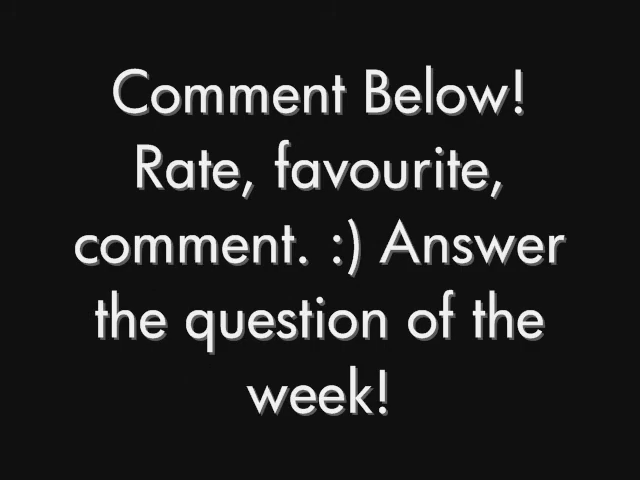 Comment Below!
Rate, favourite,
comment. :) Answer
the question of the
week!